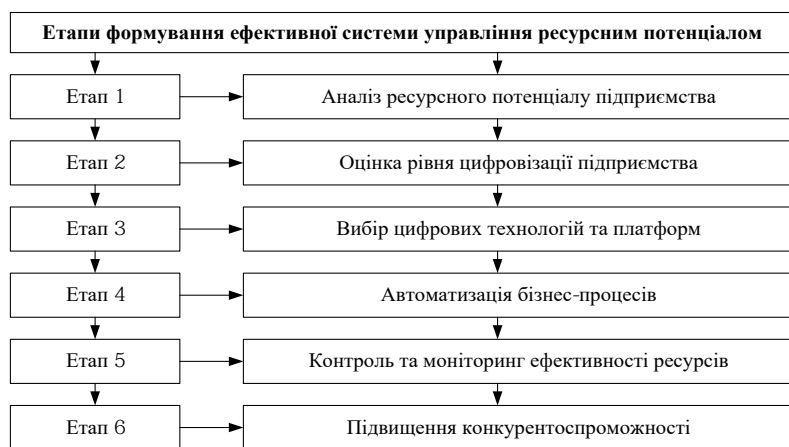 Етапи формування ефективної системи управління ресурсним потенціалом
Етап 1
Аналіз ресурсного потенціалу підприємства
Етап 2
Оцінка рівня цифровізації підприємства
Етап 3
Вибір цифрових технологій та платформ
Етап 4
Автоматизація бізнес-процесів
Етап 5
Контроль та моніторинг ефективності ресурсів
Етап 6
Підвищення конкурентоспроможності